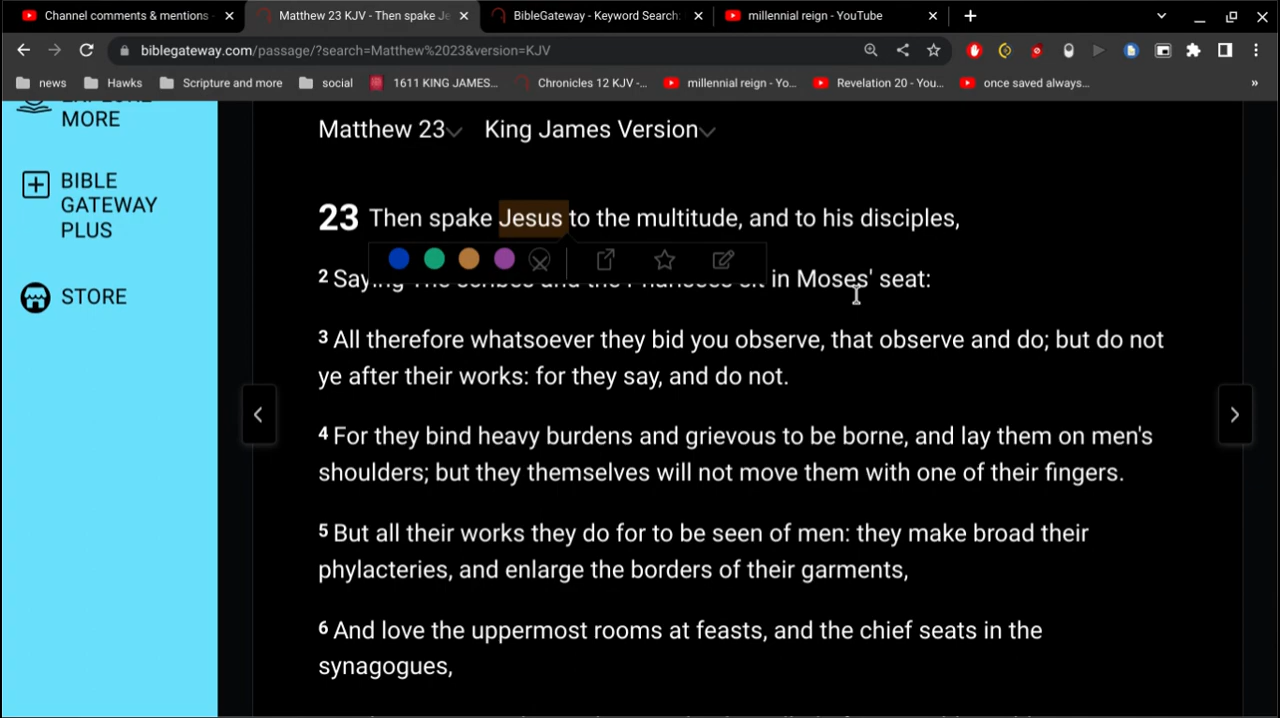 Channel comments & mentions -
Matthew 23 KJV - Then spake Je
BibleGateway - Keyword Search:
millennial reign - YouTube
biblegateway.com/passage/?search=Matthew%2023&version=KJV
news
Hawks
Scripture and more
social
1611 KING JAMES...
Chronicles 12 KJV -...
millennial reign - Yo...
Revelation 20 - You...
once saved always...
»
EXPLORE
MORE
BIBLE
GATEWAY
PLUS
STORE
Matthew 23 King James Version
23 Then spake Jesus to the multitude, and to his disciples,
2 Saying The scribes and the Pharisees sit in Moses' seat:
3 All therefore whatsoever they bid you observe, that observe and do; but do not
ye after their works: for they say, and do not.
4 For they bind heavy burdens and grievous to be borne, and lay them on men's
shoulders; but they themselves will not move them with one of their fingers.
5 But all their works they do for to be seen of men: they make broad their
phylacteries, and enlarge the borders of their garments,
6 And love the uppermost rooms at feasts, and the chief seats in the
synagogues,